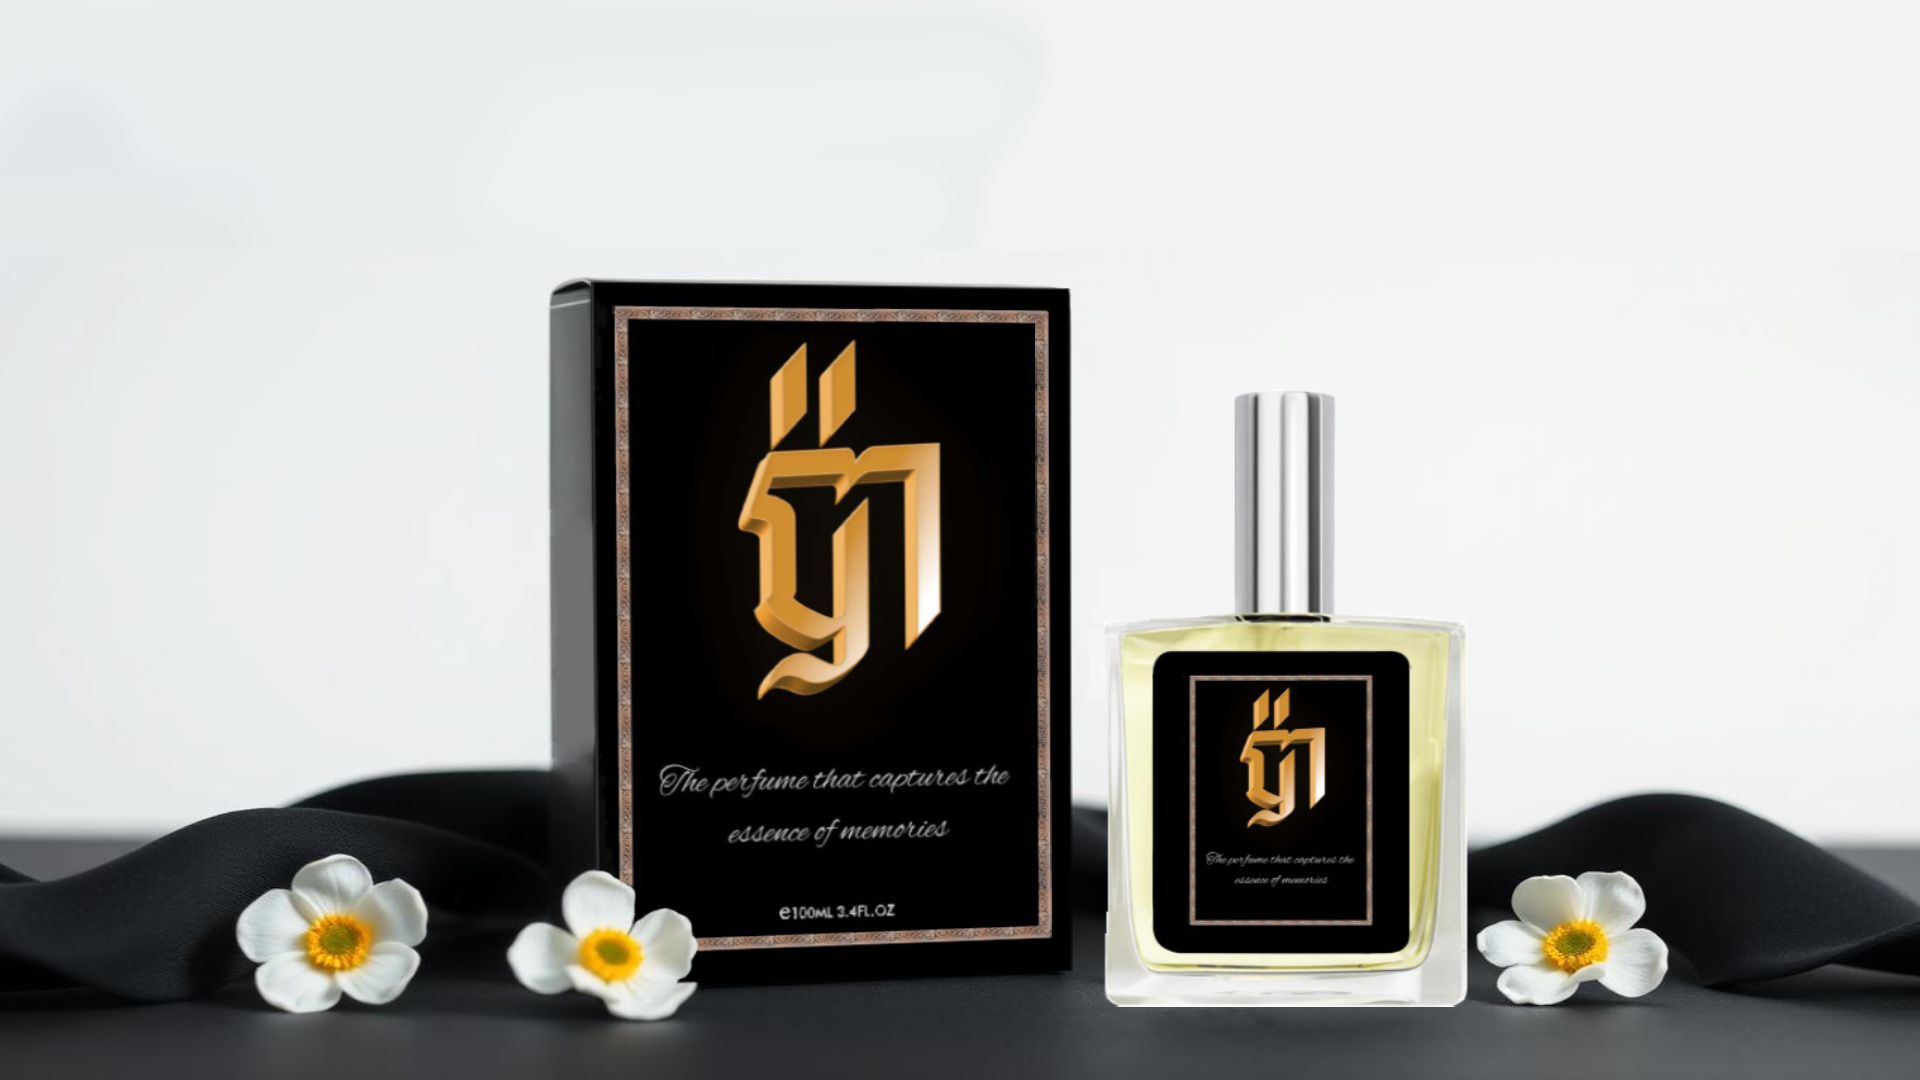 The perfume that captures the
essence of memories
e100ML 3.4FL.OZ
The perfume that captures the
essence of memories